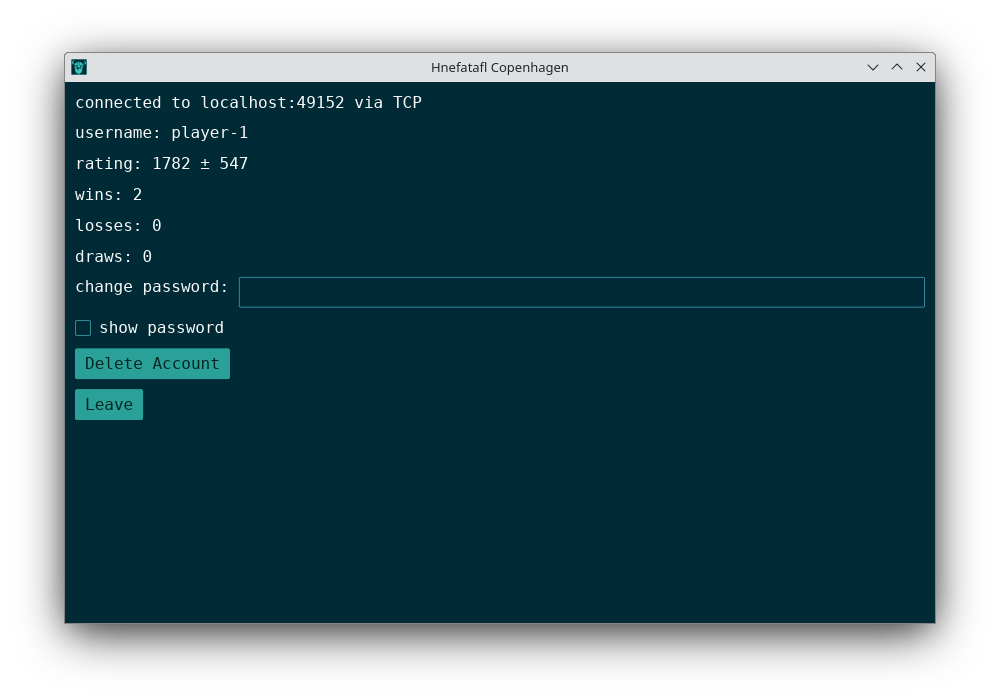 Hnefatafl Copenhagen
connected to localhost:49152 via TCP
username: player-1
rating: 1782 ± 547
wins: 2
losses: 0
draws: 0
change password:
show password
Delete Account
Leave